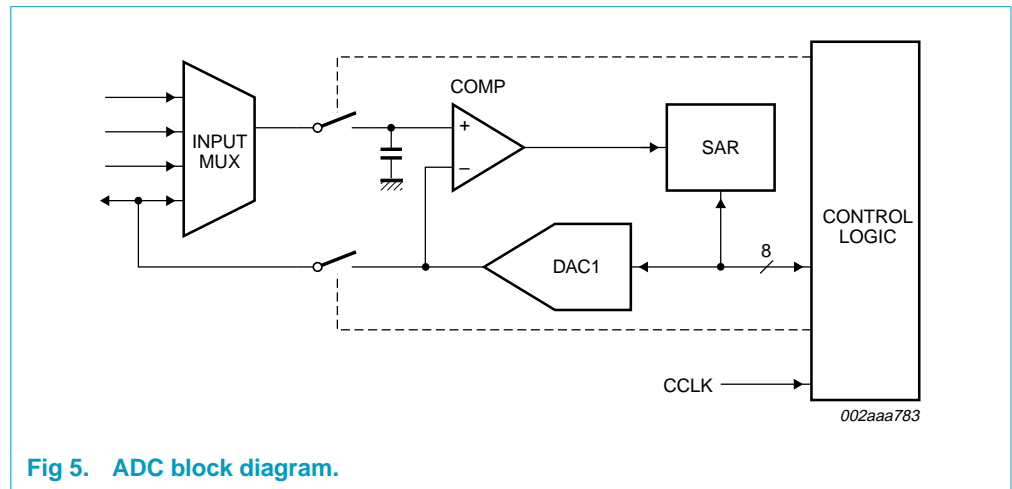 COMP
+
−
INPUT
MUX
SAR
CONTROL
LOGIC
8
DAC1
CCLK
002aaa783
Fig 5. ADC block diagram.